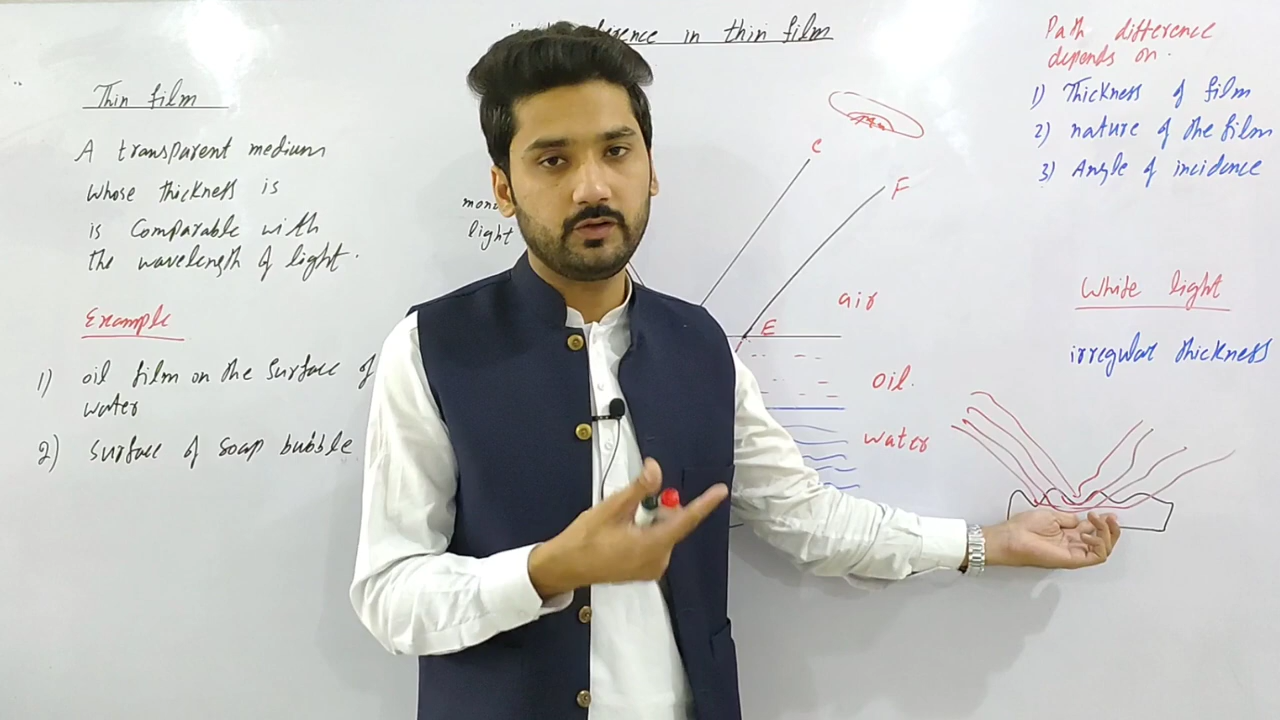 in thin film
Thin film
A transparent medium
whose thickness is
is comparable with
the wavelength of light.
Example
1) oil film on the surface of
water
2) surface of soap bubble
light
C
F
E
air
oil.
water
Path difference
depends on.
1) Thickness of film
2) nature of the film
3) Angle of incidence
White light
irregular thickness